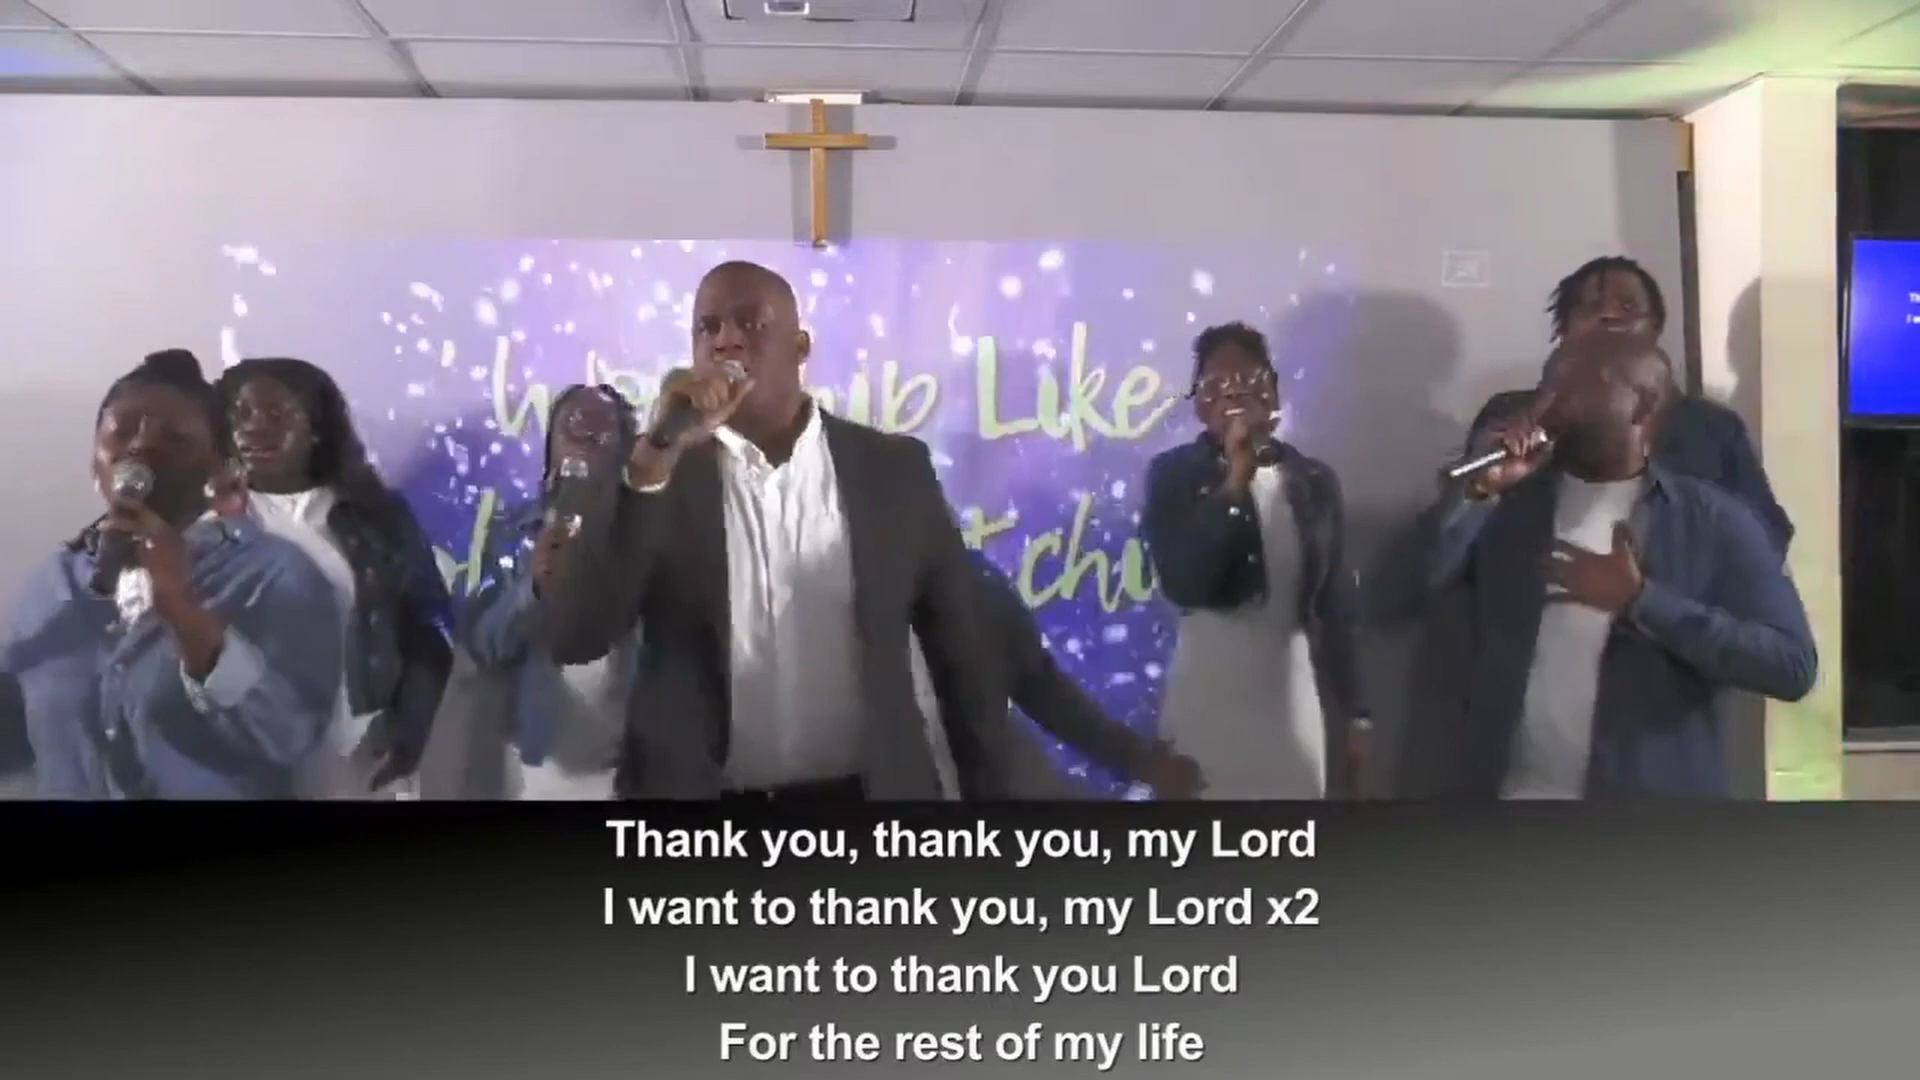 Like
Thank you, thank you, my Lord
I want to thank you, my Lord x2
I want to thank you Lord
For the rest of my life